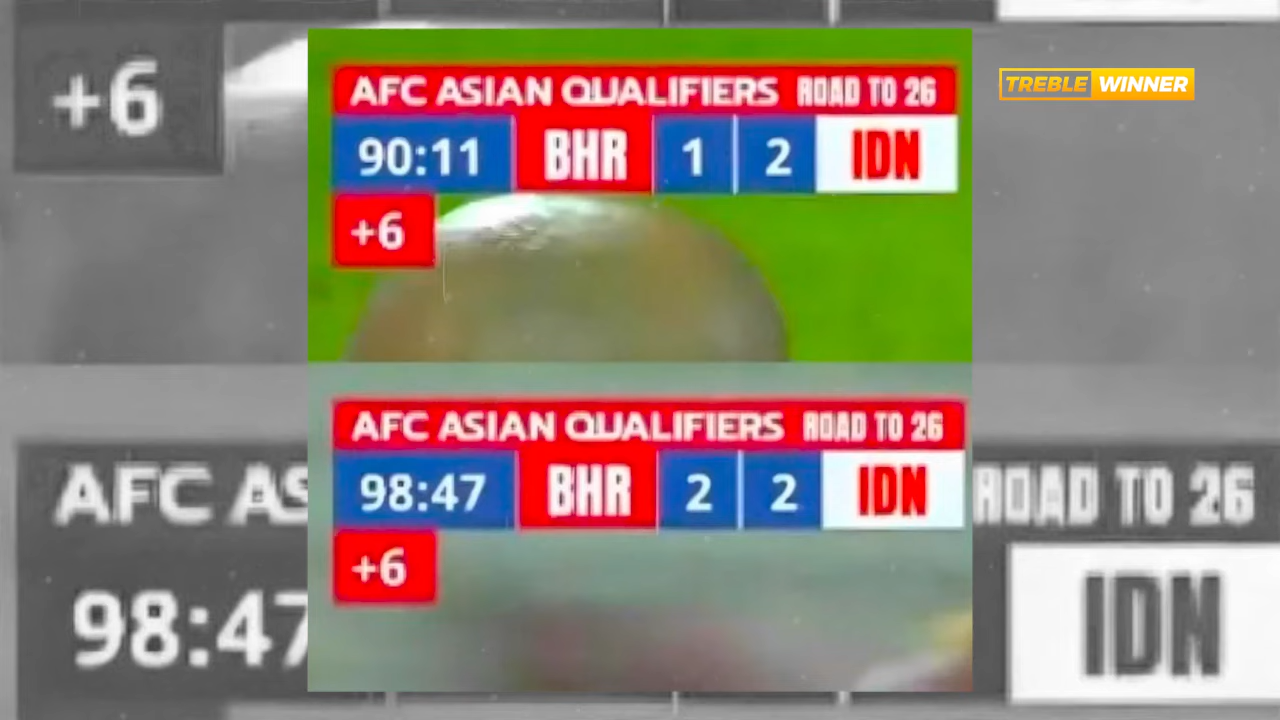 +6
TREBLE WINNER
AFC ASIAN QUALIFIERS ROAD TO 26
90:11 BHR 1 2 IDN
+6
AFC ASIAN QUALIFIERS ROAD TO 26
98:47 BHR 2 2 IDN
+6
AFC AS
ROAD TO 26
98:47
IDN